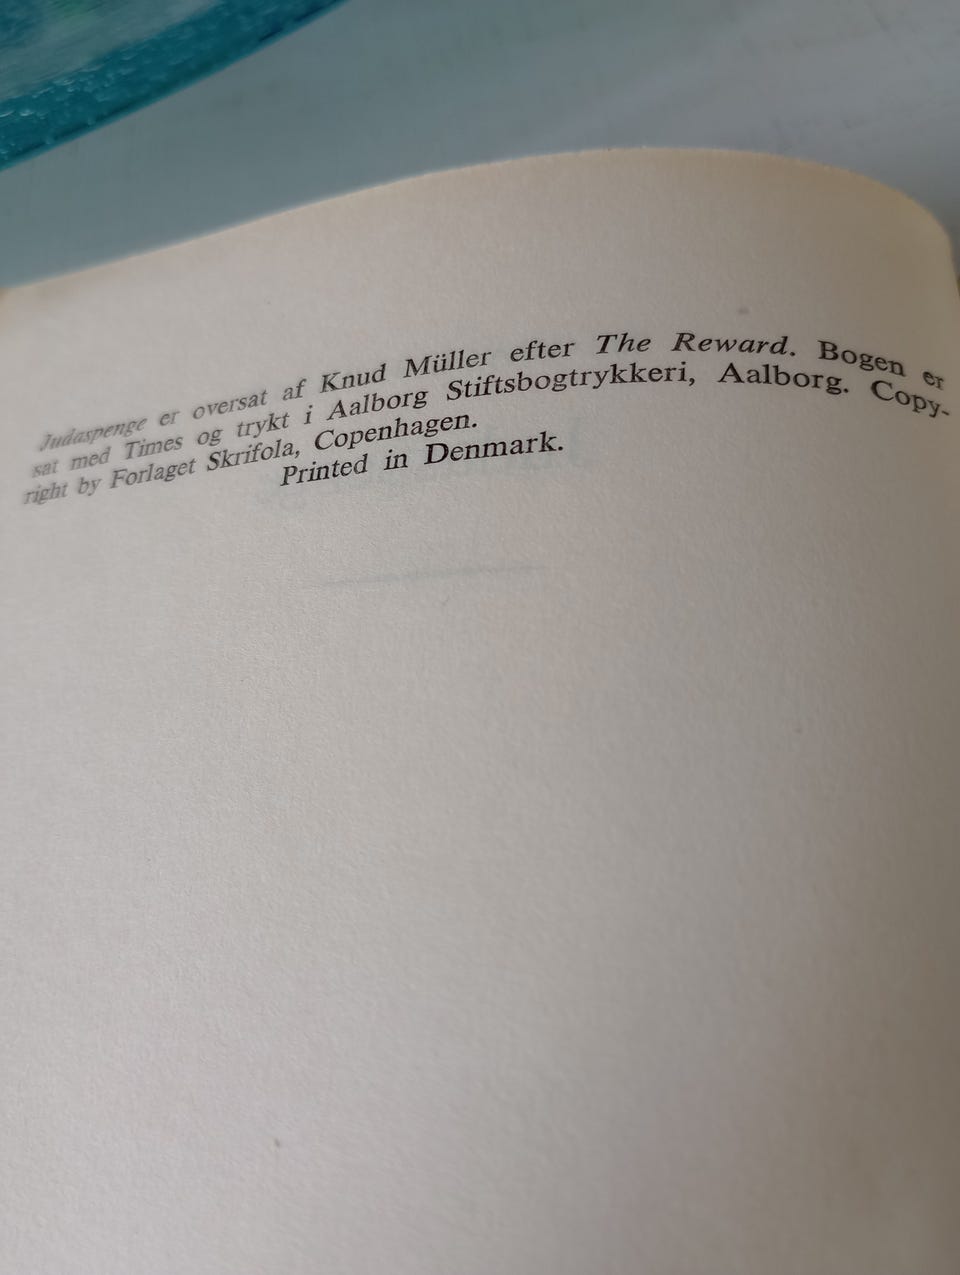 Judaspenge er oversat af Knud Müller efter The Reward. Bogen er
sat med Times og trykt i Aalborg Stiftsbogtrykkeri, Aalborg. Copy-
right by Forlaget Skrifola, Copenhagen.
Printed in Denmark.